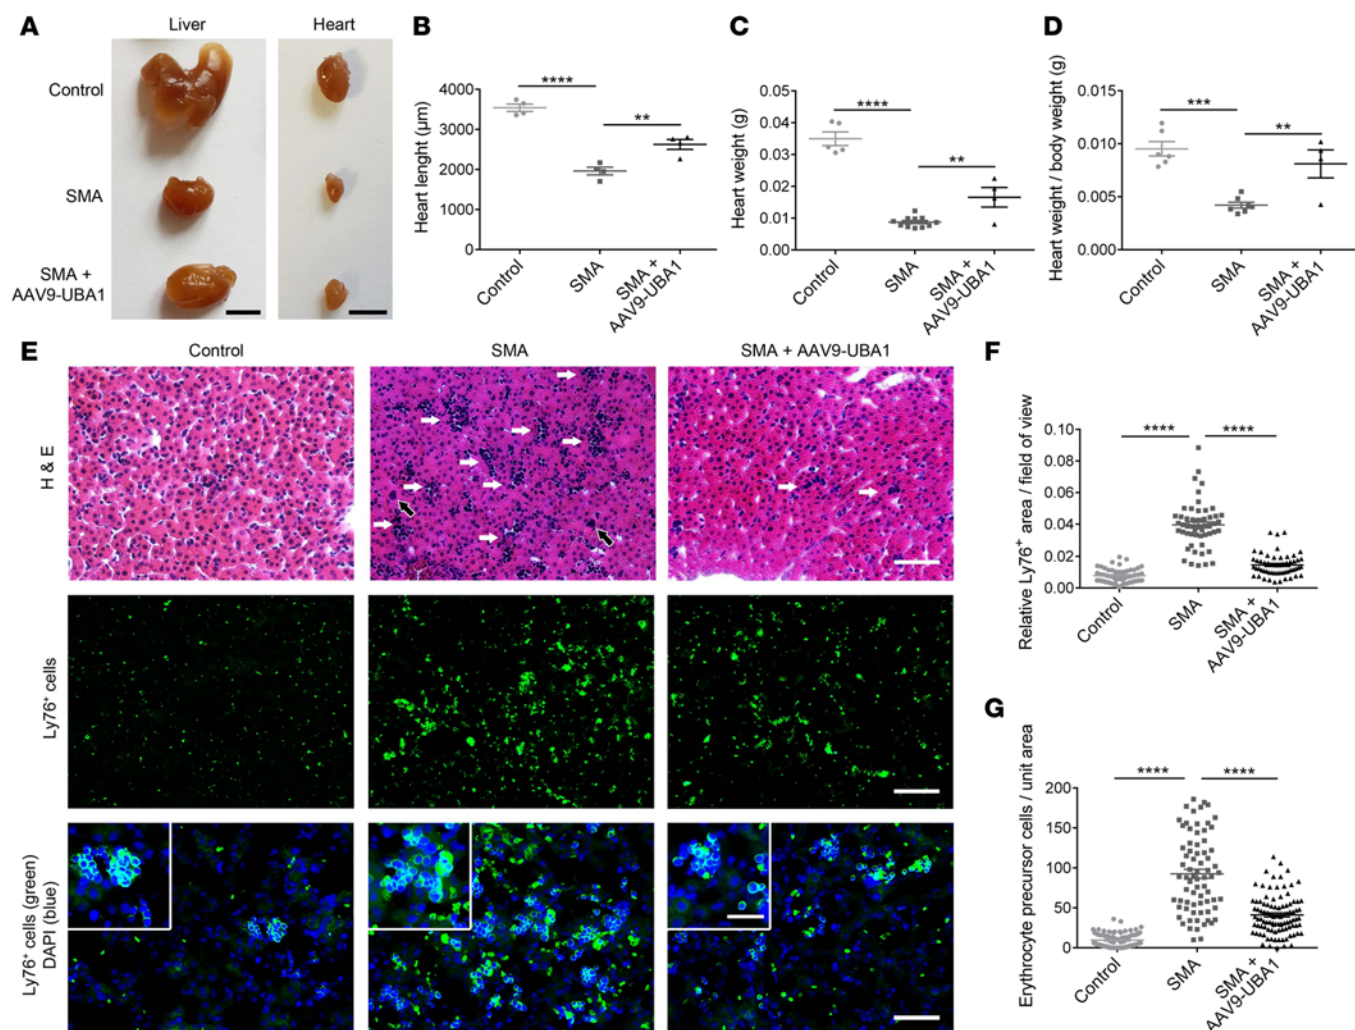 A
Liver
Heart
Control
SMA
SMA +
AAV9-UBA1
B
Heart lenght (µm)
4000
3000
2000
1000
0
****
**
Control
SMA
SMA +
AAV9-UBA1
C
Heart weight (g)
0.05
0.04
0.03
0.02
0.01
0.00
****
**
Control
SMA
SMA +
AAV9-UBA1
D
Heart weight / body weight (g)
0.015
0.010
0.005
0.000
***
**
Control
SMA
SMA +
AAV9-UBA1
E
Control
SMA
SMA + AAV9-UBA1
H & E
Ly76⁺ cells
Ly76⁺ cells (green)
DAPI (blue)
F
Relative Ly76⁺ area / field of view
0.10
0.08
0.06
0.04
0.02
0.00
****
****
Control
SMA
SMA +
AAV9-UBA1
G
Erythrocyte precursor cells / unit area
200
150
100
50
0
****
****
Control
SMA
SMA +
AAV9-UBA1